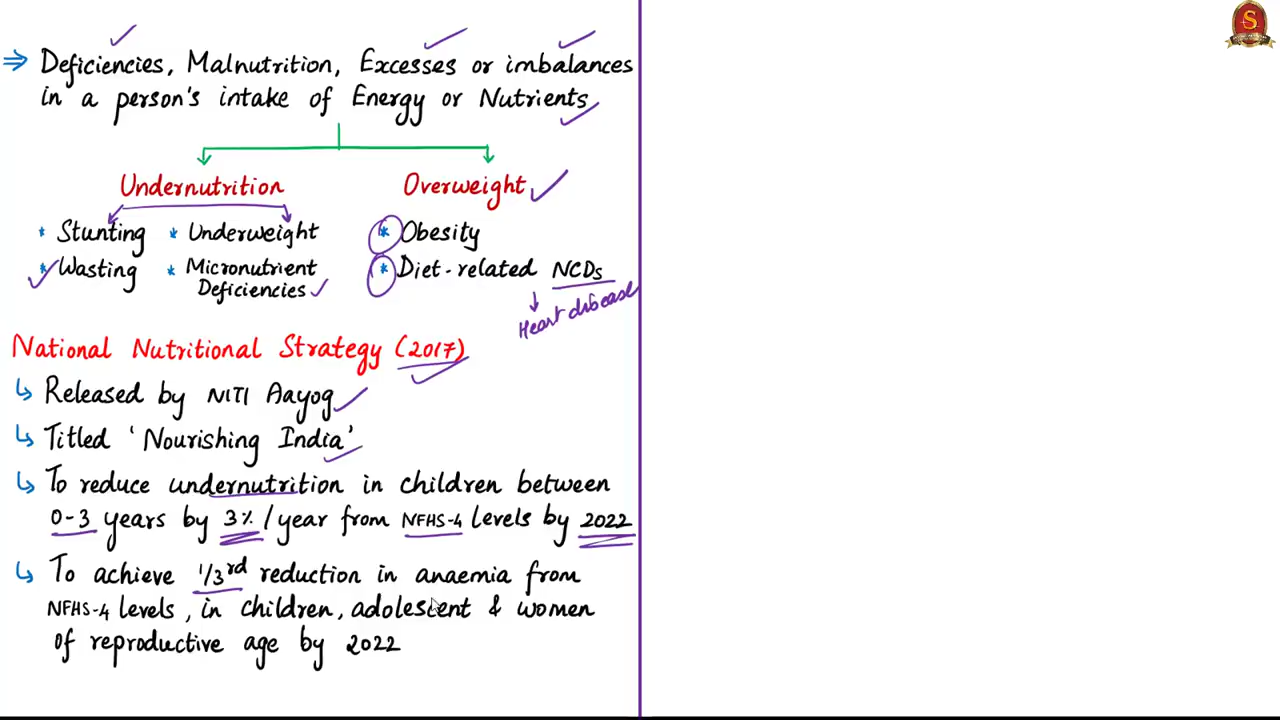 ⇒ Deficiencies, Malnutrition, Excesses or imbalances
in a person's intake of Energy or Nutrients
Undernutrition Overweight
* Stunting * Underweight * Obesity
* Wasting * Micronutrient Deficiencies * Diet-related NCDs
Heart disease
National Nutritional Strategy (2017)
↳ Released by NITI Aayog
↳ Titled 'Nourishing India'
↳ To reduce undernutrition in children between
0-3 years by 3%/year from NFHS-4 levels by 2022
↳ To achieve 1/3rd reduction in anaemia from
NFHS-4 levels, in children, adolescent & women
of reproductive age by 2022
S